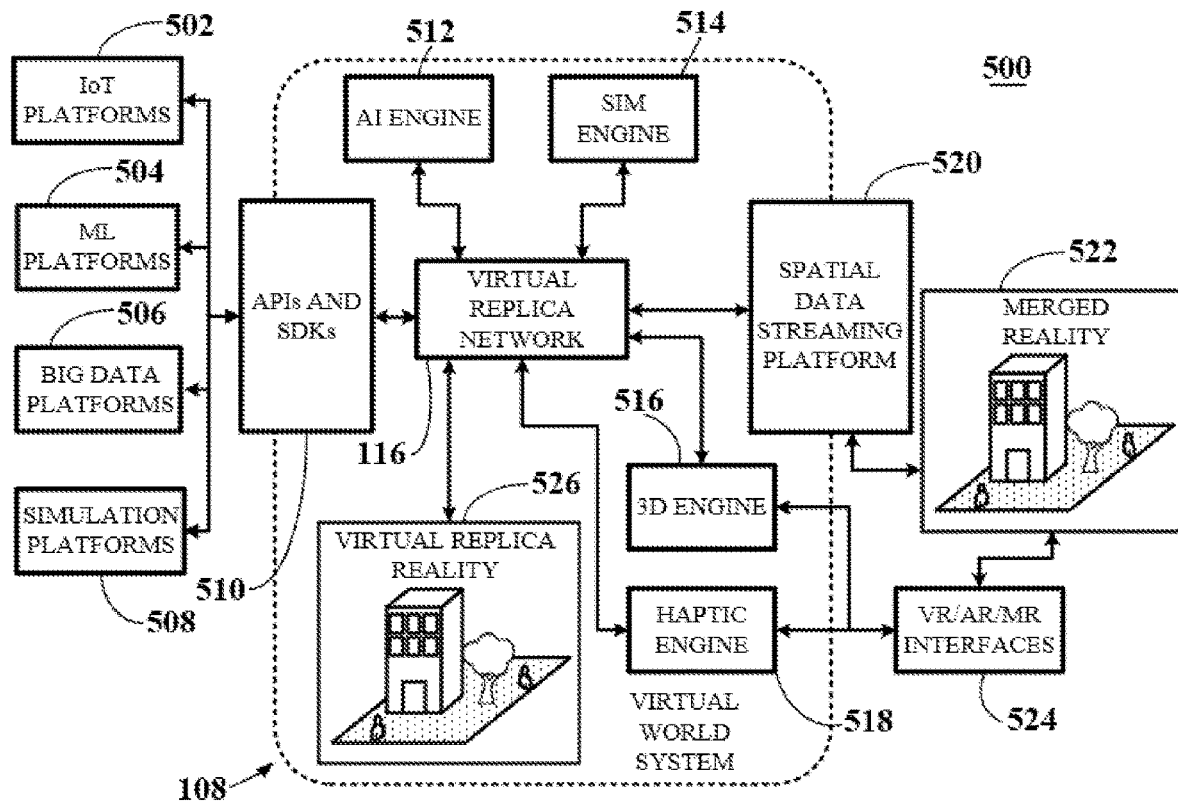 502
IoT
PLATFORMS
504
ML
PLATFORMS
506
BIG DATA
PLATFORMS
SIMULATION
PLATFORMS
508
APIs AND
SDKs
510
512
AI ENGINE
514
SIM
ENGINE
500
VIRTUAL
REPLICA
NETWORK
116
520
SPATIAL
DATA
STREAMING
PLATFORM
522
MERGED
REALITY
516
3D ENGINE
526
VIRTUAL REPLICA
REALITY
HAPTIC
ENGINE
518
VR/AR/MR
INTERFACES
524
VIRTUAL
WORLD
SYSTEM
108